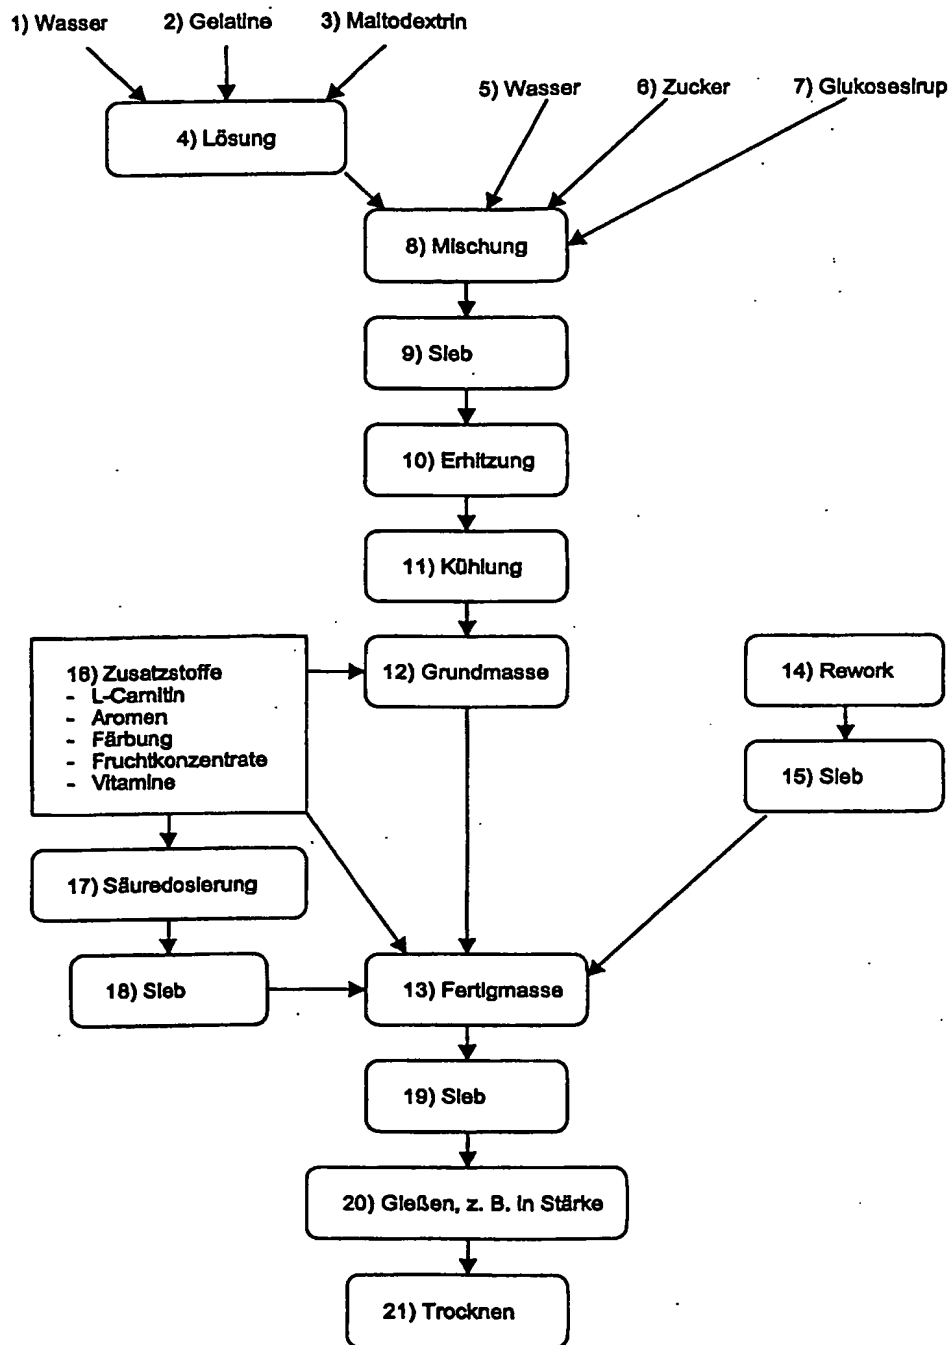 1) Wasser
2) Gelatine
3) Maltodextrin
4) Lösung
5) Wasser
6) Zucker
7) Glukosesirup
8) Mischung
9) Sieb
10) Erhitzung
11) Kühlung
12) Grundmasse
16) Zusatzstoffe
- L-Carnitin
- Aromen
- Färbung
- Fruchtkonzentrate
- Vitamine
14) Rework
15) Sieb
17) Säuredosierung
18) Sieb
13) Fertigmasse
19) Sieb
20) Gießen, z. B. in Stärke
21) Trocknen